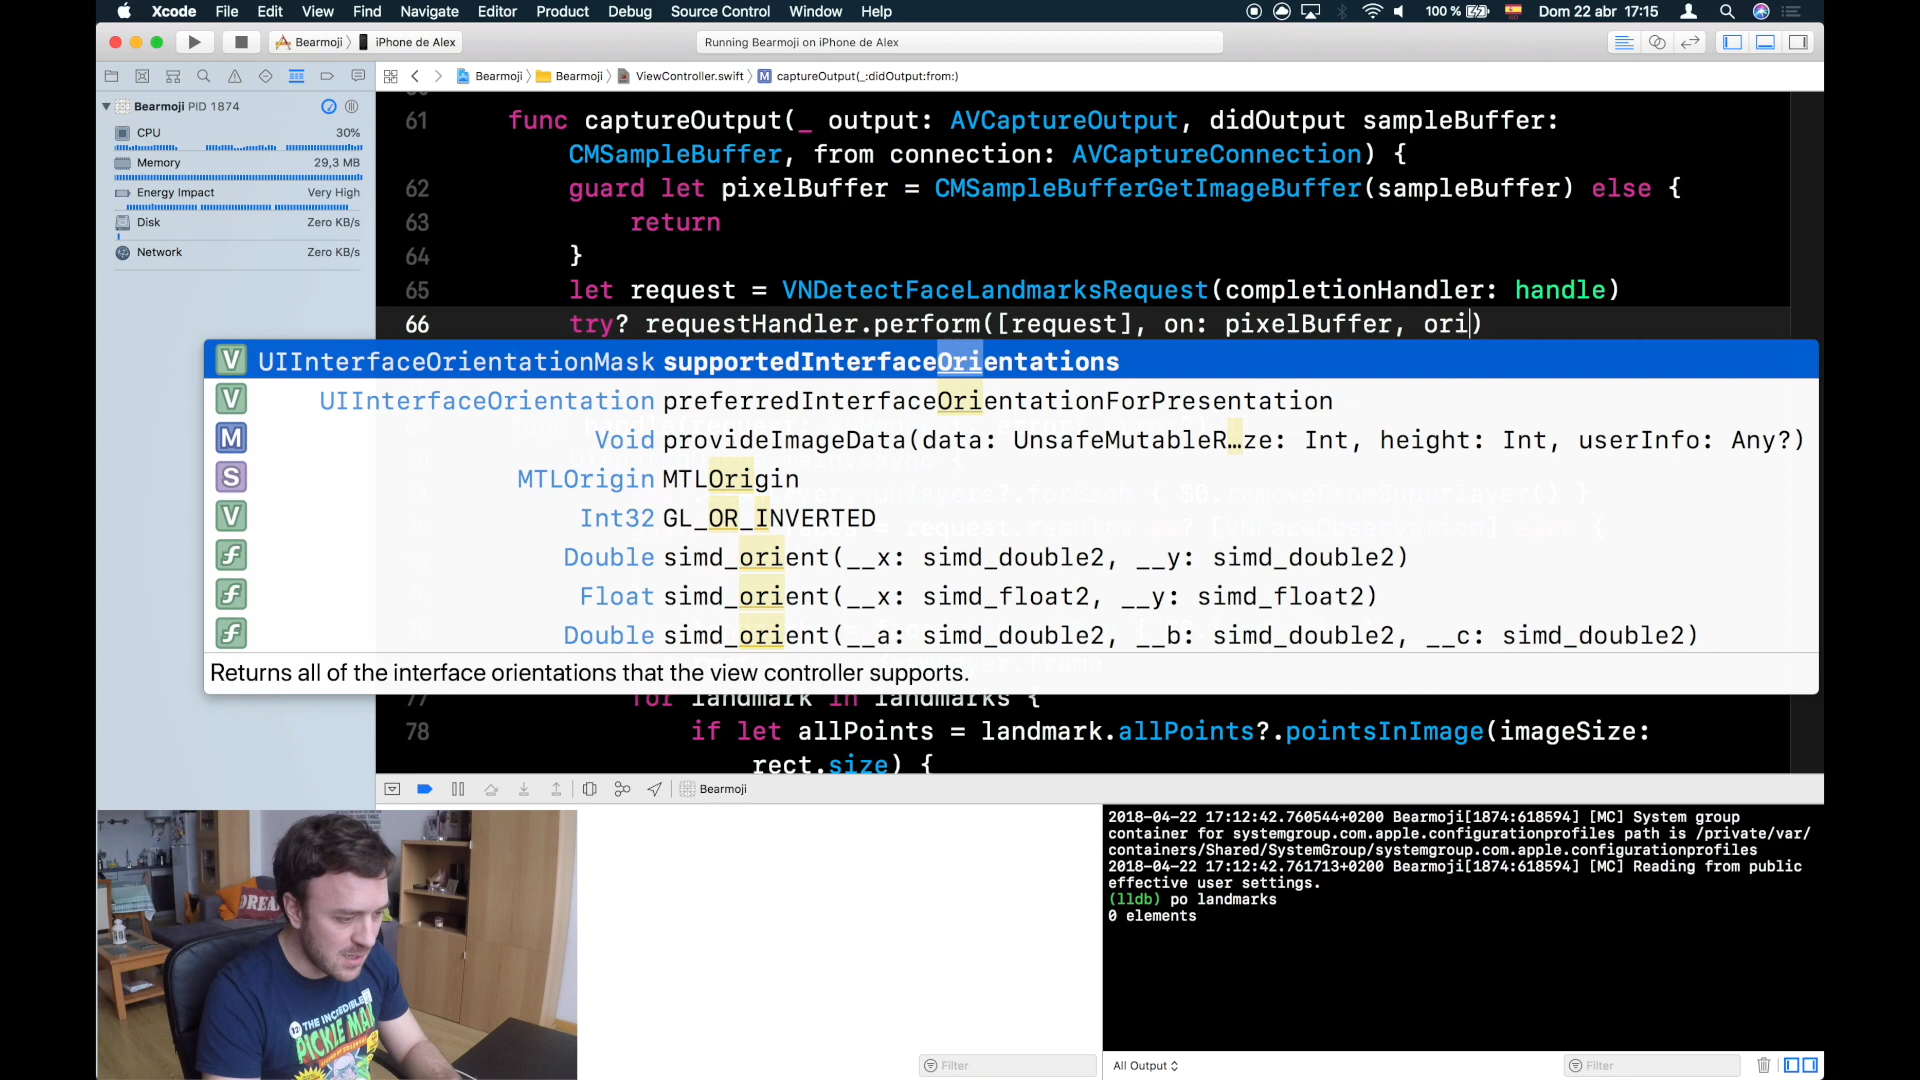 Xcode File Edit View Find Navigate Editor Product Debug Source Control Window Help 100 % Dom 22 abr 17:15
Bearmoji iPhone de Alex Running Bearmoji on iPhone de Alex
Bearmoji Bearmoji ViewController.swift M captureOutput(_:didOutput:from:)
Bearmoji PID 1874
CPU 30%
Memory 29,3 MB
Energy Impact Very High
Disk Zero KB/s
Network Zero KB/s
61 func captureOutput(_ output: AVCaptureOutput, didOutput sampleBuffer:
CMSampleBuffer, from connection: AVCaptureConnection) {
62 guard let pixelBuffer = CMSampleBufferGetImageBuffer(sampleBuffer) else {
63 return
64 }
65 let request = VNDetectFaceLandmarksRequest(completionHandler: handle)
66 try? requestHandler.perform([request], on: pixelBuffer, ori)
V UIInterfaceOrientationMask supportedInterfaceOrientations
V UIInterfaceOrientation preferredInterfaceOrientationForPresentation
M Void provideImageData(data: UnsafeMutableR…ze: Int, height: Int, userInfo: Any?)
S MTLOrigin MTLOrigin
V Int32 GL_OR_INVERTED
f Double simd_orient(__x: simd_double2, __y: simd_double2)
f Float simd_orient(__x: simd_float2, __y: simd_float2)
f Double simd_orient(__a: simd_double2, __b: simd_double2, __c: simd_double2)
Returns all of the interface orientations that the view controller supports.
77 for landmark in landmarks {
78 if let allPoints = landmark.allPoints?.pointsInImage(imageSize:
rect.size) {
Bearmoji
2018-04-22 17:12:42.760544+0200 Bearmoji[1874:618594] [MC] System group
container for systemgroup.com.apple.configurationprofiles path is /private/var/
containers/Shared/SystemGroup/systemgroup.com.apple.configurationprofiles
2018-04-22 17:12:42.761713+0200 Bearmoji[1874:618594] [MC] Reading from public
effective user settings.
(lldb) po landmarks
0 elements
DREA
THE INCREDIBLE
PICKLE MAN
Filter
All Output
Filter